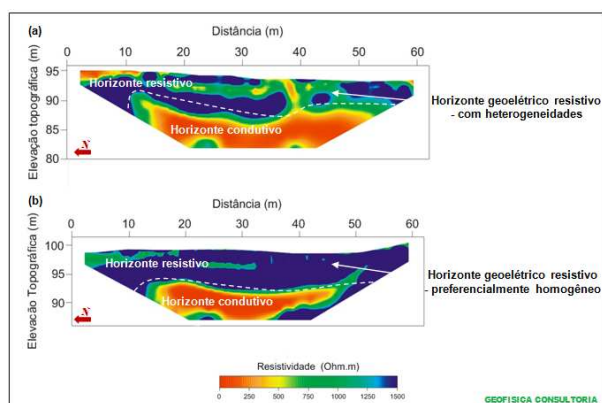 (a)
Distância (m)
0 10 20 30 40 50 60
Elevação topográfica (m)
95
90
85
80
Horizonte resistivo
Horizonte condutivo
Horizonte geoelétrico resistivo
- com heterogeneidades
N
(b)
Distância (m)
0 10 20 30 40 50 60
Elevação Topográfica (m)
100
95
90
Horizonte resistivo
Horizonte condutivo
Horizonte geoelétrico resistivo
- preferencialmente homogêneo
N
Resistividade (Ohm.m)
0 250 500 750 1000 1250 1500
GEOFISICA CONSULTORIA